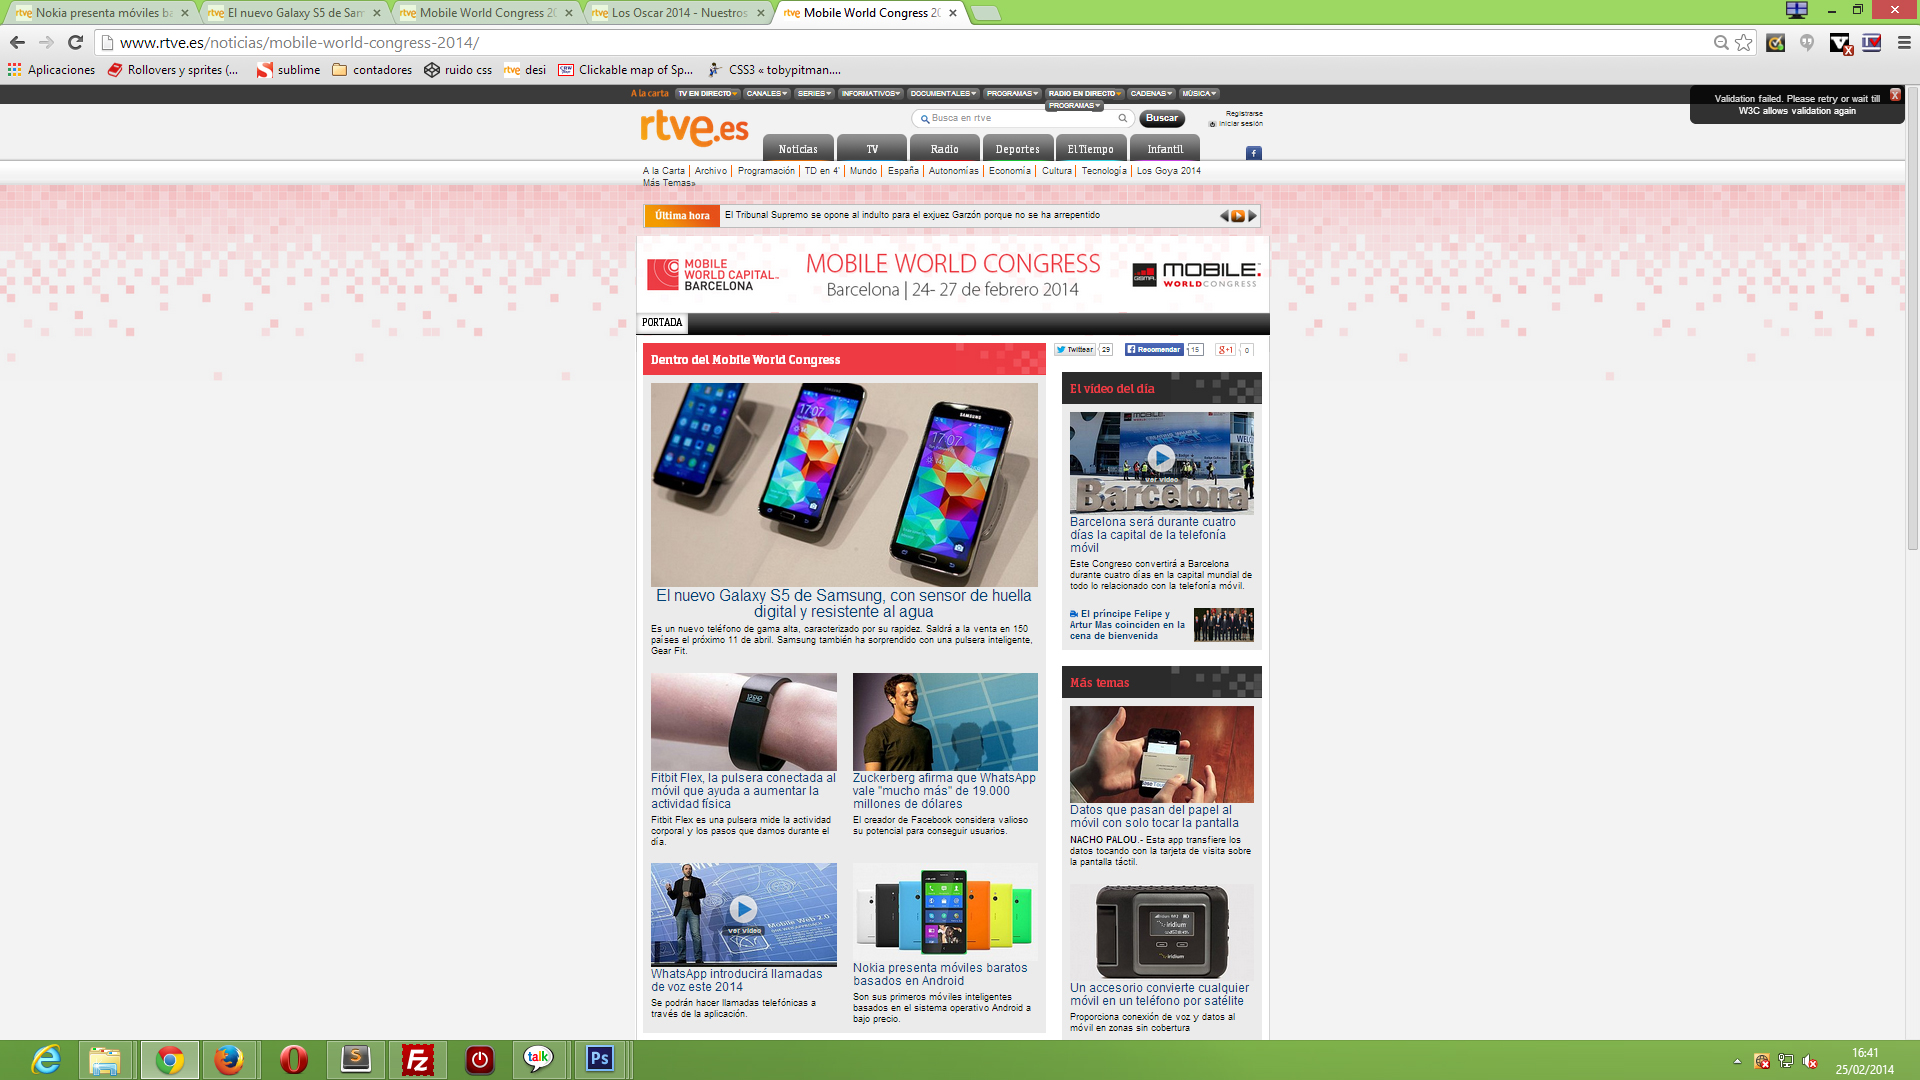 Nokia presenta móviles ba
El nuevo Galaxy S5 de Sam
Mobile World Congress 20
Los Oscar 2014 - Nuestros
Mobile World Congress 20
www.rtve.es/noticias/mobile-world-congress-2014/
Aplicaciones
Rollovers y sprites (...
sublime
contadores
ruido css
desi
Clickable map of Sp...
CSS3 « tobypitman....
A la carta
TV EN DIRECTO
CANALES
SERIES
INFORMATIVOS
DOCUMENTALES
PROGRAMAS
RADIO EN DIRECTO
CADENAS
MÚSICA
PROGRAMAS
Validation failed. Please retry or wait till
W3C allows validation again
rtve.es
Busca en rtve
Buscar
Registrarse
Iniciar sesión
Noticias
TV
Radio
Deportes
El Tiempo
Infantil
A la Carta
Archivo
Programación
TD en 4'
Mundo
España
Autonomías
Economía
Cultura
Tecnología
Los Goya 2014
Más Temas»
Última hora
El Tribunal Supremo se opone al indulto para el exjuez Garzón porque no se ha arrepentido
MOBILE
WORLD CAPITAL
BARCELONA
MOBILE WORLD CONGRESS
Barcelona | 24- 27 de febrero 2014
GSMA
MOBILE
WORLDCONGRESS
PORTADA
Dentro del Mobile World Congress
Twittear
29
Recomendar
15
g+1
0
El nuevo Galaxy S5 de Samsung, con sensor de huella
digital y resistente al agua
Es un nuevo teléfono de gama alta, caracterizado por su rapidez. Saldrá a la venta en 150
países el próximo 11 de abril. Samsung también ha sorprendido con una pulsera inteligente,
Gear Fit.
Fitbit Flex, la pulsera conectada al
móvil que ayuda a aumentar la
actividad física
Fitbit Flex es una pulsera mide la actividad
corporal y los pasos que damos durante el
día.
Zuckerberg afirma que WhatsApp
vale "mucho más" de 19.000
millones de dólares
El creador de Facebook considera valioso
su potencial para conseguir usuarios.
Mobile Web 2.0
ver vídeo
WhatsApp introducirá llamadas
de voz este 2014
Se podrán hacer llamadas telefónicas a
través de la aplicación.
Nokia presenta móviles baratos
basados en Android
Son sus primeros móviles inteligentes
basados en el sistema operativo Android a
bajo precio.
El vídeo del día
ver vídeo
Barcelona
Barcelona será durante cuatro
días la capital de la telefonía
móvil
Este Congreso convertirá a Barcelona
durante cuatro días en la capital mundial de
todo lo relacionado con la telefonía móvil.
El príncipe Felipe y
Artur Mas coinciden en la
cena de bienvenida
Más temas
Datos que pasan del papel al
móvil con solo tocar la pantalla
NACHO PALOU.- Esta app transfiere los
datos tocando con la tarjeta de visita sobre
la pantalla táctil.
iridium
Un accesorio convierte cualquier
móvil en un teléfono por satélite
Proporciona conexión de voz y datos al
móvil en zonas sin cobertura
talk
Ps
16:41
25/02/2014